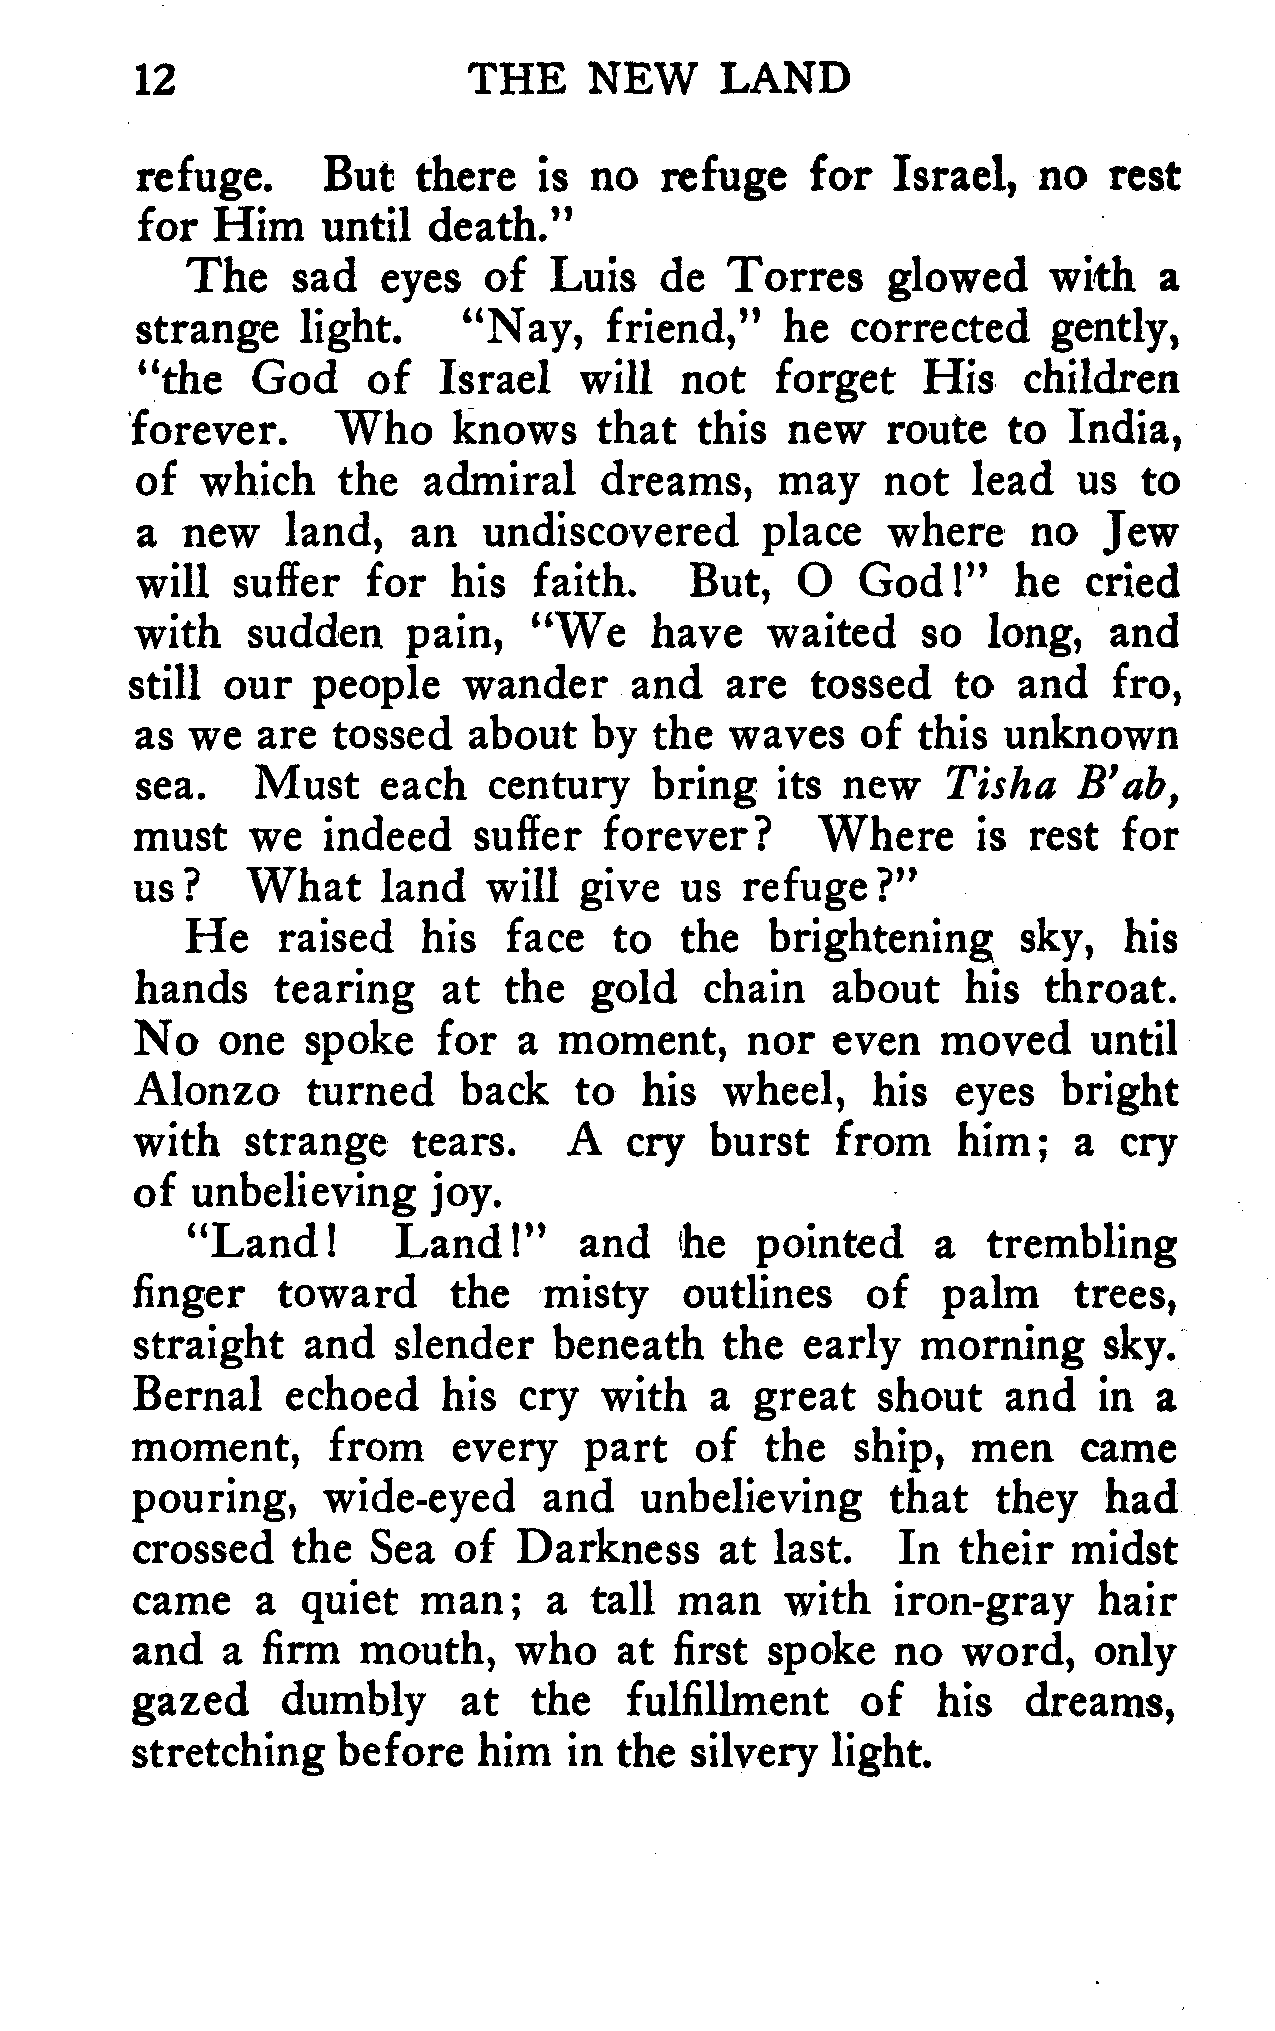 12 THE NEW LAND
refuge. But there is no refuge for Israel, no rest
for Him until death."
The sad eyes of Luis de Torres glowed with a
strange light. "Nay, friend," he corrected gently,
"the God of Israel will not forget His children
forever. Who knows that this new route to India,
of which the admiral dreams, may not lead us to
a new land, an undiscovered place where no Jew
will suffer for his faith. But, O God!" he cried
with sudden pain, "We have waited so long, and
still our people wander and are tossed to and fro,
as we are tossed about by the waves of this unknown
sea. Must each century bring its new Tisha B'ab,
must we indeed suffer forever? Where is rest for
us? What land will give us refuge?"
He raised his face to the brightening sky, his
hands tearing at the gold chain about his throat.
No one spoke for a moment, nor even moved until
Alonzo turned back to his wheel, his eyes bright
with strange tears. A cry burst from him; a cry
of unbelieving joy.
"Land! Land!" and he pointed a trembling
finger toward the misty outlines of palm trees,
straight and slender beneath the early morning sky.
Bernal echoed his cry with a great shout and in a
moment, from every part of the ship, men came
pouring, wide-eyed and unbelieving that they had
crossed the Sea of Darkness at last. In their midst
came a quiet man; a tall man with iron-gray hair
and a firm mouth, who at first spoke no word, only
gazed dumbly at the fulfillment of his dreams,
stretching before him in the silvery light.